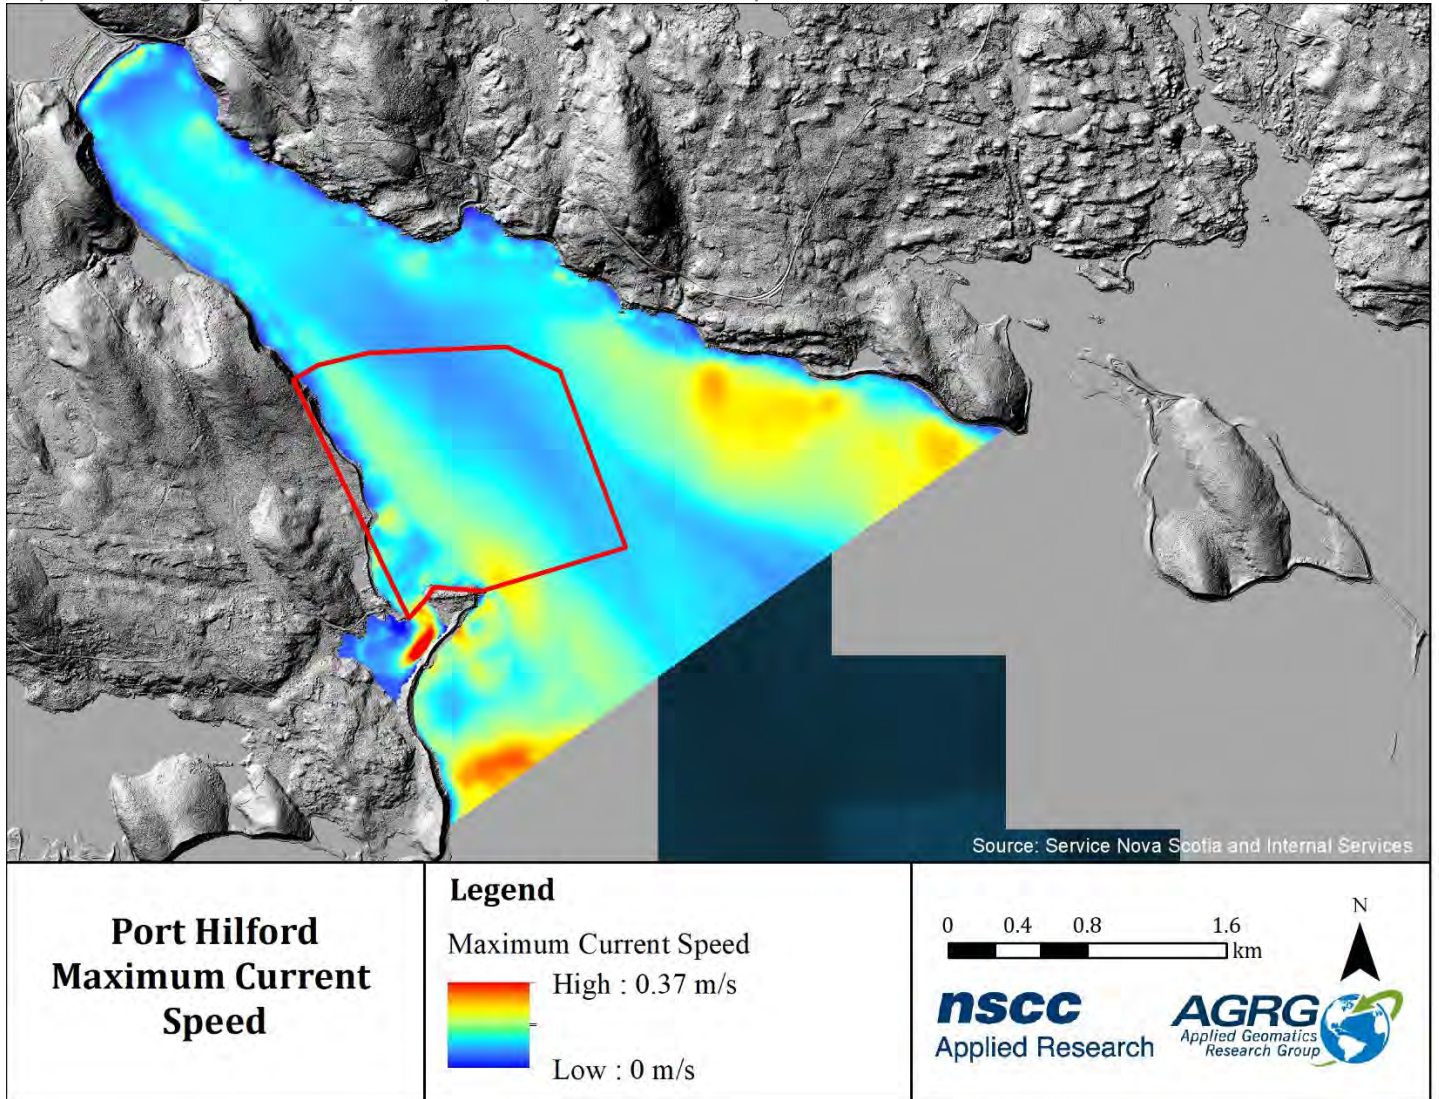 Source: Service Nova Scotia and Internal Services
Port Hilford
Maximum Current
Speed
Legend
Maximum Current Speed
High : 0.37 m/s
Low : 0 m/s
0 0.4 0.8 1.6
km
N
nscc
Applied Research
AGRG
Applied Geomatics
Research Group